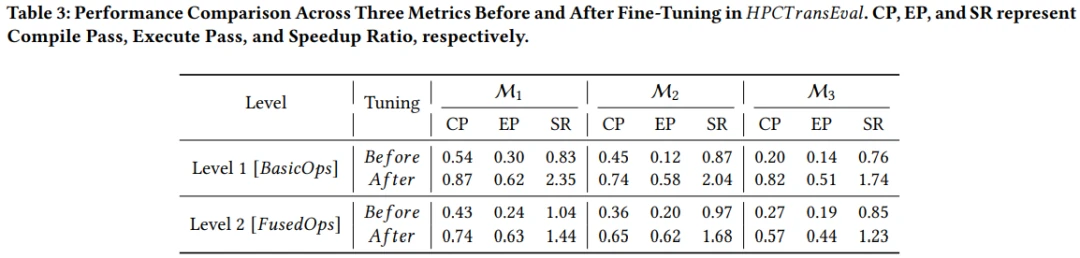 Table 3: Performance Comparison Across Three Metrics Before and After Fine-Tuning in HPCTransEval. CP, EP, and SR represent
Compile Pass, Execute Pass, and Speedup Ratio, respectively.
Level Tuning M1 M2 M3
CP EP SR CP EP SR CP EP SR
Level 1 [BasicOps] Before 0.54 0.30 0.83 0.45 0.12 0.87 0.20 0.14 0.76
After 0.87 0.62 2.35 0.74 0.58 2.04 0.82 0.51 1.74
Level 2 [FusedOps] Before 0.43 0.24 1.04 0.36 0.20 0.97 0.27 0.19 0.85
After 0.74 0.63 1.44 0.65 0.62 1.68 0.57 0.44 1.23